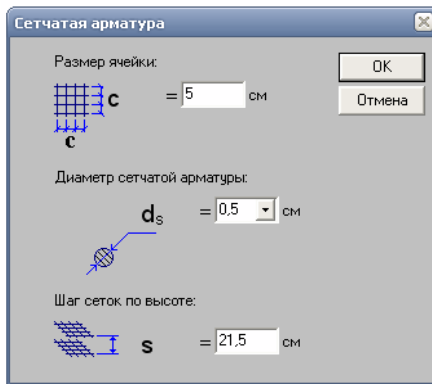 Сетчатая арматура
Размер ячейки:
c = 5 см
c
OK
Отмена
Диаметр сетчатой арматуры:
ds = 0,5 см
Шаг сеток по высоте:
s = 21,5 см